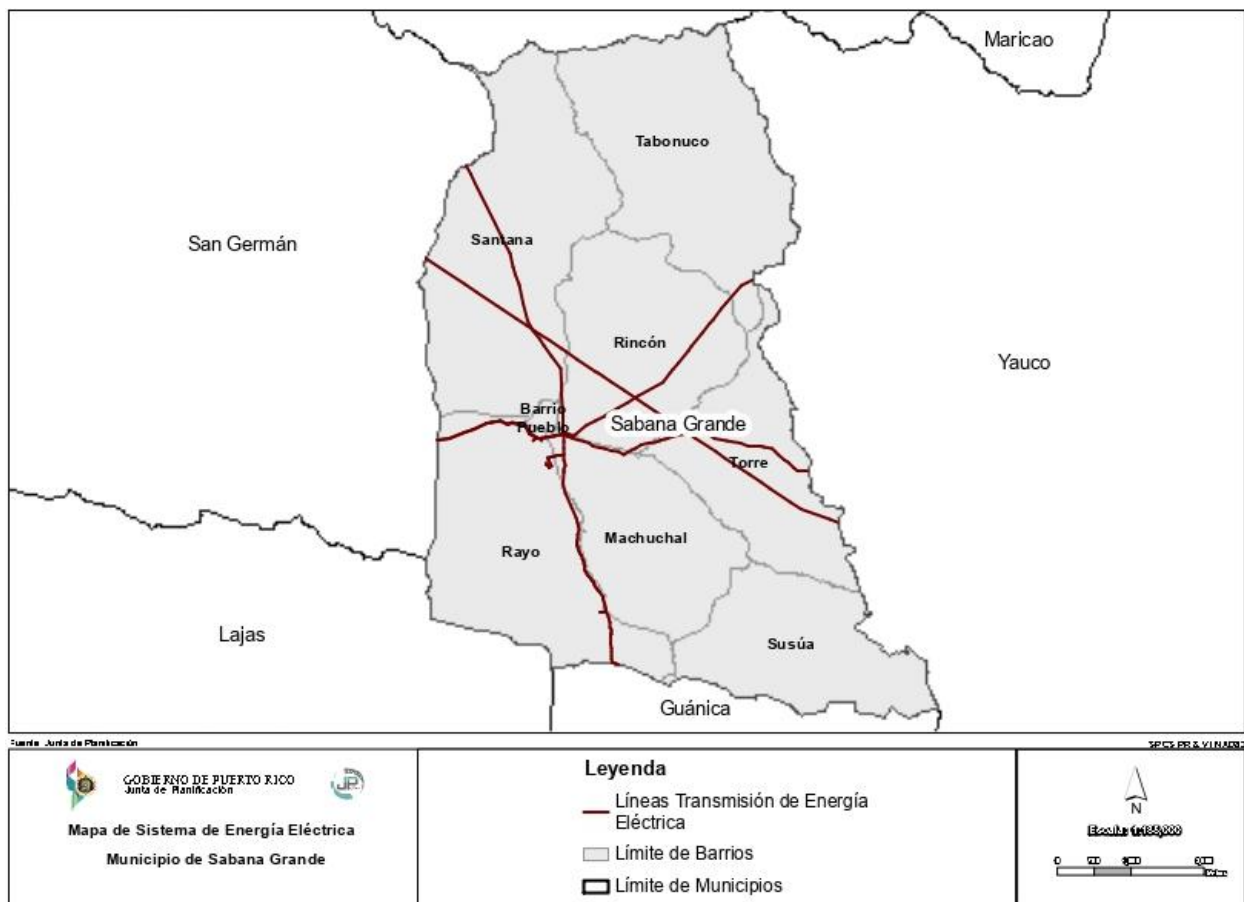 Maricao
Tabonuco
San Germán
Santana
Rincón
Yauco
Barrio
Pueblo
Sabana Grande
Torre
Machuchal
Rayo
Lajas
Susúa
Guánica
Fuente: Junta de Planificación
GOBIERNO DE PUERTO RICO
Junta de Planificación
JP
Mapa de Sistema de Energía Eléctrica
Municipio de Sabana Grande
Leyenda
Líneas Transmisión de Energía
Eléctrica
Límite de Barrios
Límite de Municipios
N